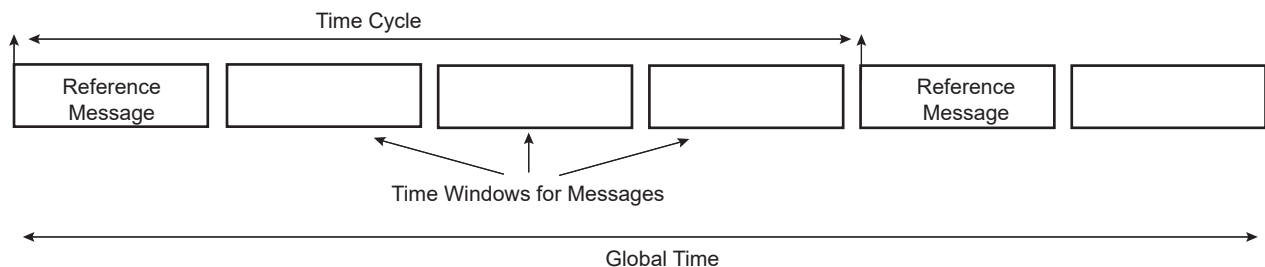 Time Cycle
Reference
Message
Reference
Message
Time Windows for Messages
Global Time